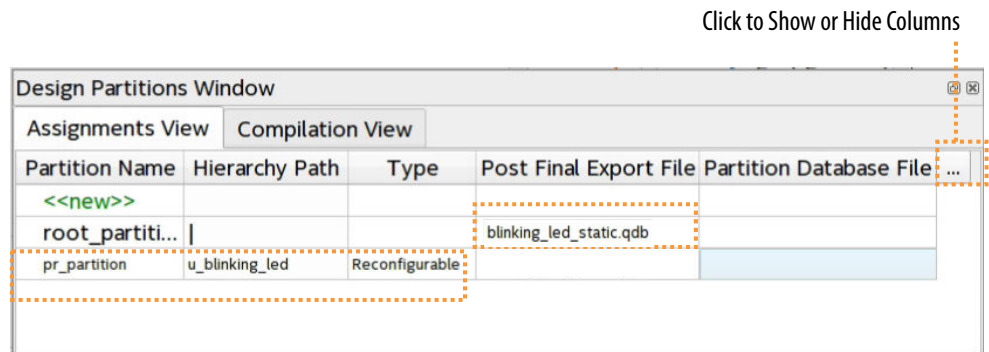 Click to Show or Hide Columns
Design Partitions Window
Assignments View Compilation View
Partition Name Hierarchy Path Type Post Final Export File Partition Database File ...
<<new>>
root_partiti... | blinking_led_static.qdb
pr_partition u_blinking_led Reconfigurable